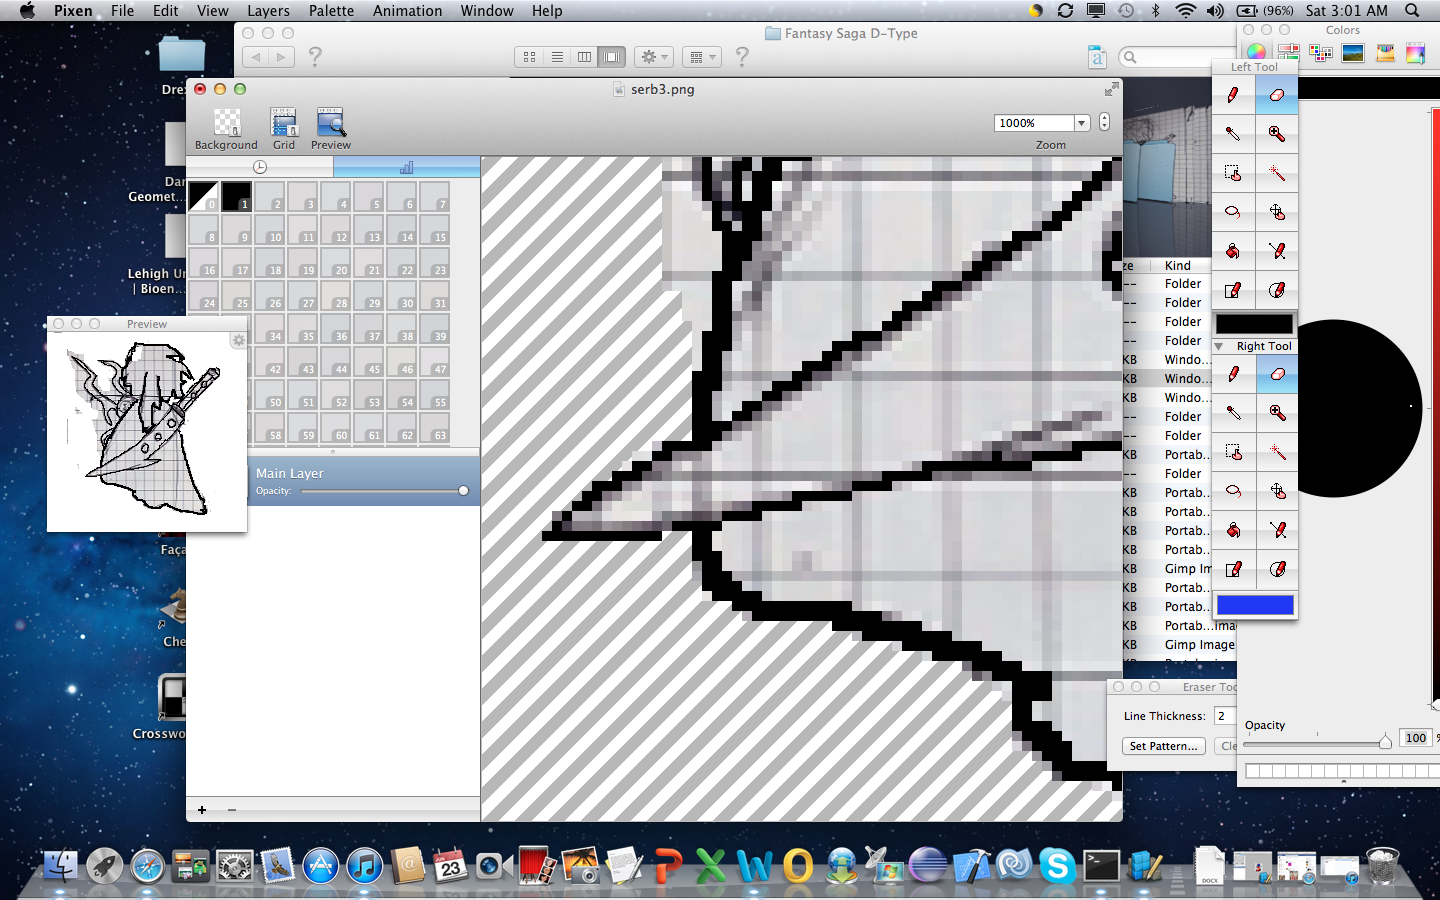 Pixen File Edit View Layers Palette Animation Window Help (96%) Sat 3:01 AM
Fantasy Saga D-Type
Colors
Left Tool
serb3.png
Background Grid Preview
1000%
Zoom
0 1 2 3 4 5 6 7
8 9 10 11 12 13 14 15
16 17 18 19 20 21 22 23
24 25 26 27 28 29 30 31
34 35 36 37 38 39
42 43 44 45 46 47
50 51 52 53 54 55
58 59 60 61 62 63
Preview
Main Layer
Opacity:
Dre
Dar
Geomet...
Lehigh Un
| Bioen...
Faça
Che
Crosswo
ze Kind
-- Folder
-- Folder
-- Folder
-- Folder
KB Windo...
KB Windo...
KB Windo...
-- Folder
-- Folder
KB Portab...
-- Folder
KB Portab...
KB Portab...
KB Portab...
KB Portab...
KB Gimp Im
KB Portab...
KB Portab...
KB Portab...Imag
KB Gimp Image
Right Tool
Eraser Too
Line Thickness: 2
Set Pattern... Cle
Opacity
100 %
JUN
23
DOCX